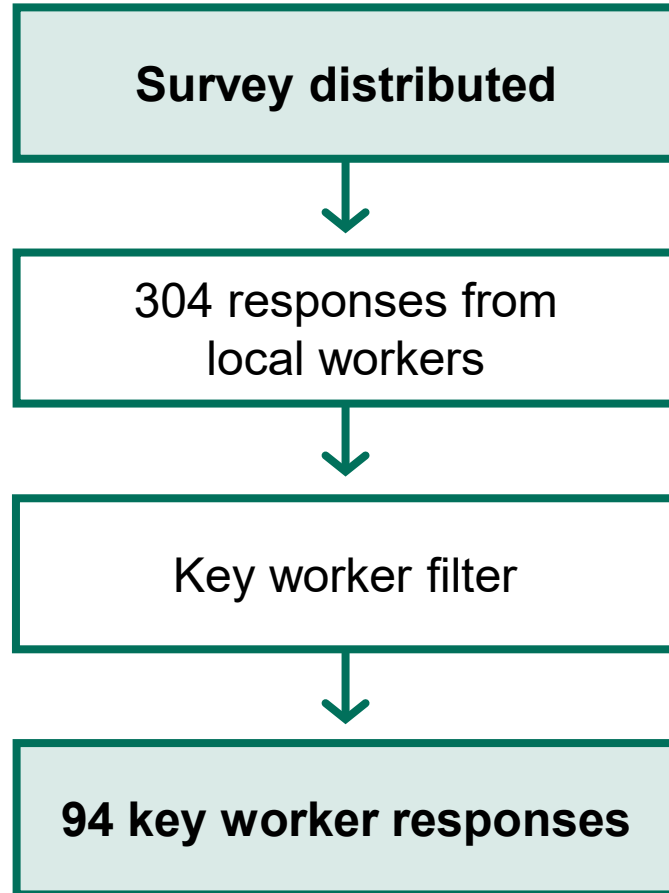 Survey distributed
304 responses from
local workers
Key worker filter
94 key worker responses